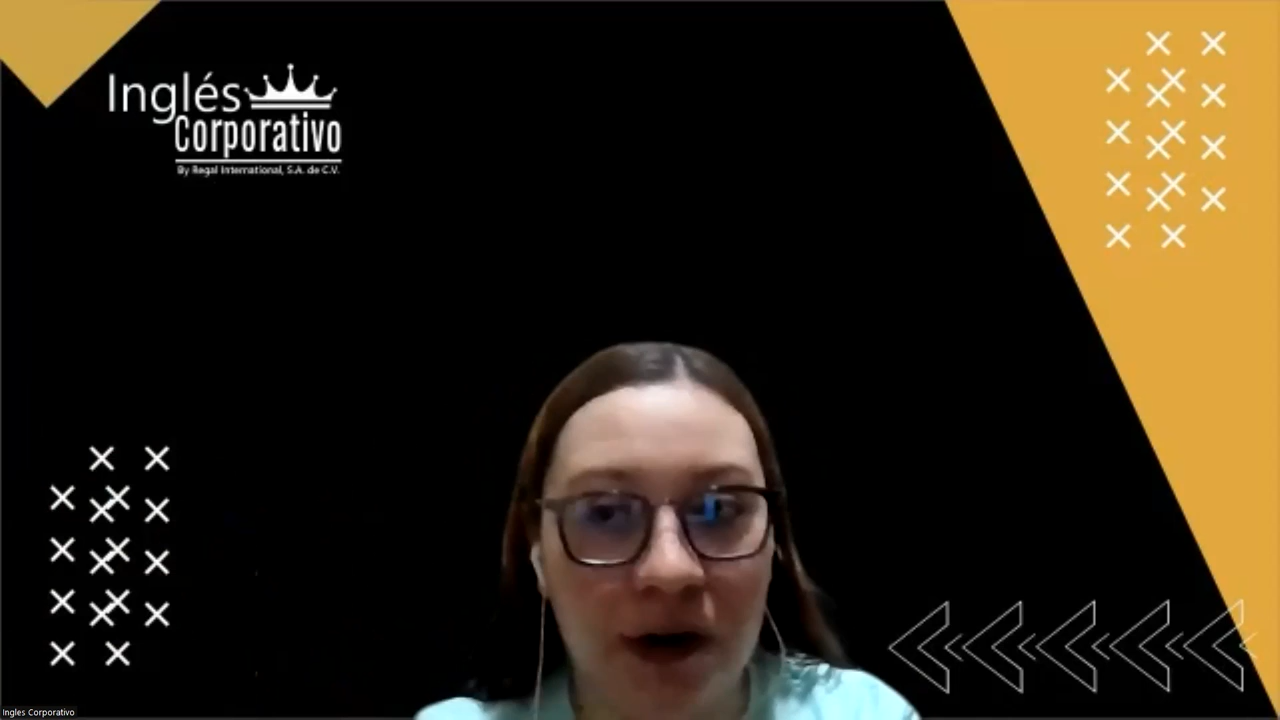 Inglés
Corporativo
By Regal International, S.A. de C.V.
Ingles Corporativo